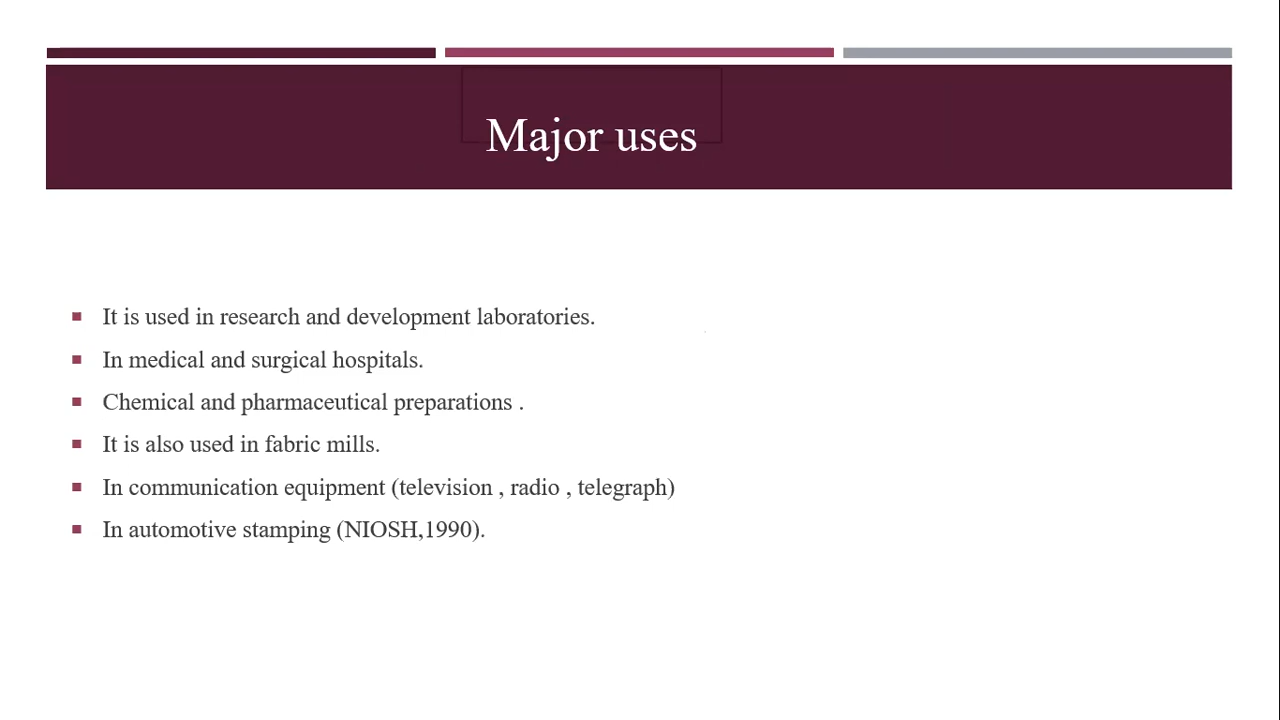 Major uses
It is used in research and development laboratories.
In medical and surgical hospitals.
Chemical and pharmaceutical preparations .
It is also used in fabric mills.
In communication equipment (television , radio , telegraph)
In automotive stamping (NIOSH,1990).